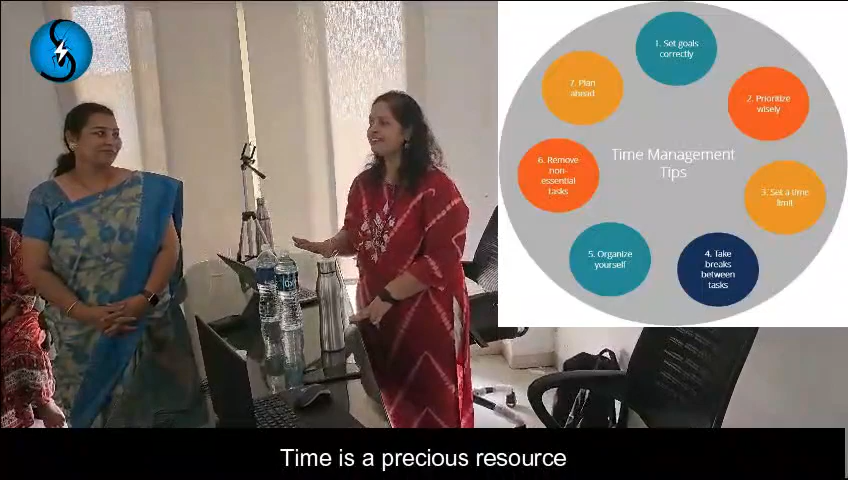 1. Set goals
correctly
2. Prioritize
wisely
3. Set a time
limit
4. Take
breaks
between
tasks
5. Organize
yourself
6. Remove
non-
essential
tasks
7. Plan
ahead
Time Management
Tips
Time is a precious resource